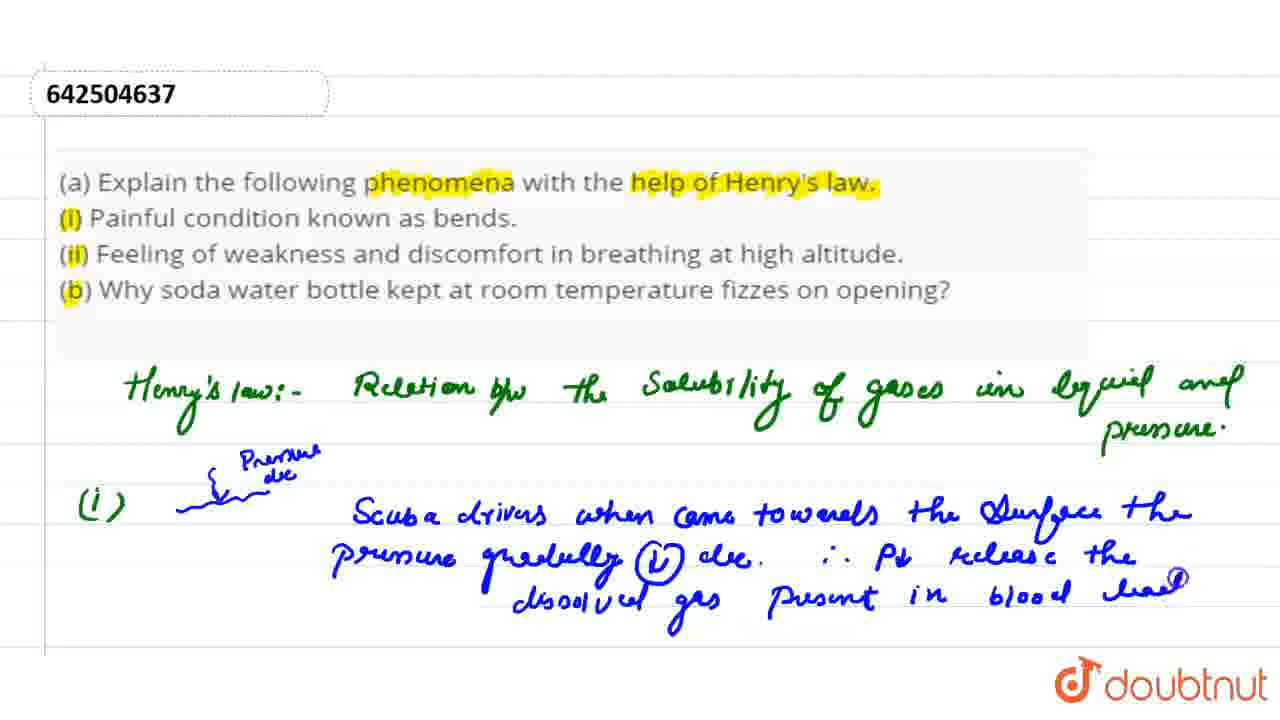 642504637
(a) Explain the following phenomena with the help of Henry's law.
(i) Painful condition known as bends.
(ii) Feeling of weakness and discomfort in breathing at high altitude.
(b) Why soda water bottle kept at room temperature fizzes on opening?
Henry's law:- Relation b/w the Solubility of gases in liquid and
pressure.
Pressure
dec
(i) Scuba drivers when came towards the Surface the
pressure gradually ↓ dec. ∴ P↓ release the
dissolved gas present in blood lead
doubtnut